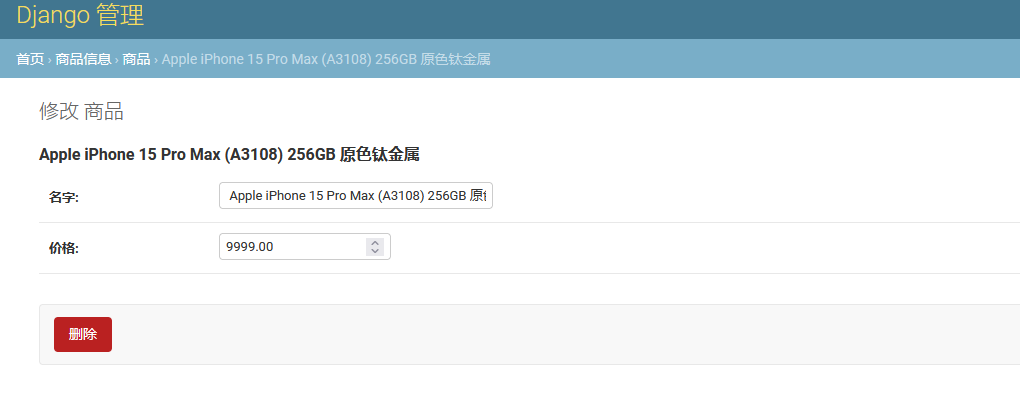 Django 管理
首页 › 商品信息 › 商品 › Apple iPhone 15 Pro Max (A3108) 256GB 原色钛金属
修改 商品
Apple iPhone 15 Pro Max (A3108) 256GB 原色钛金属
名字: Apple iPhone 15 Pro Max (A3108) 256GB 原
价格: 9999.00
删除